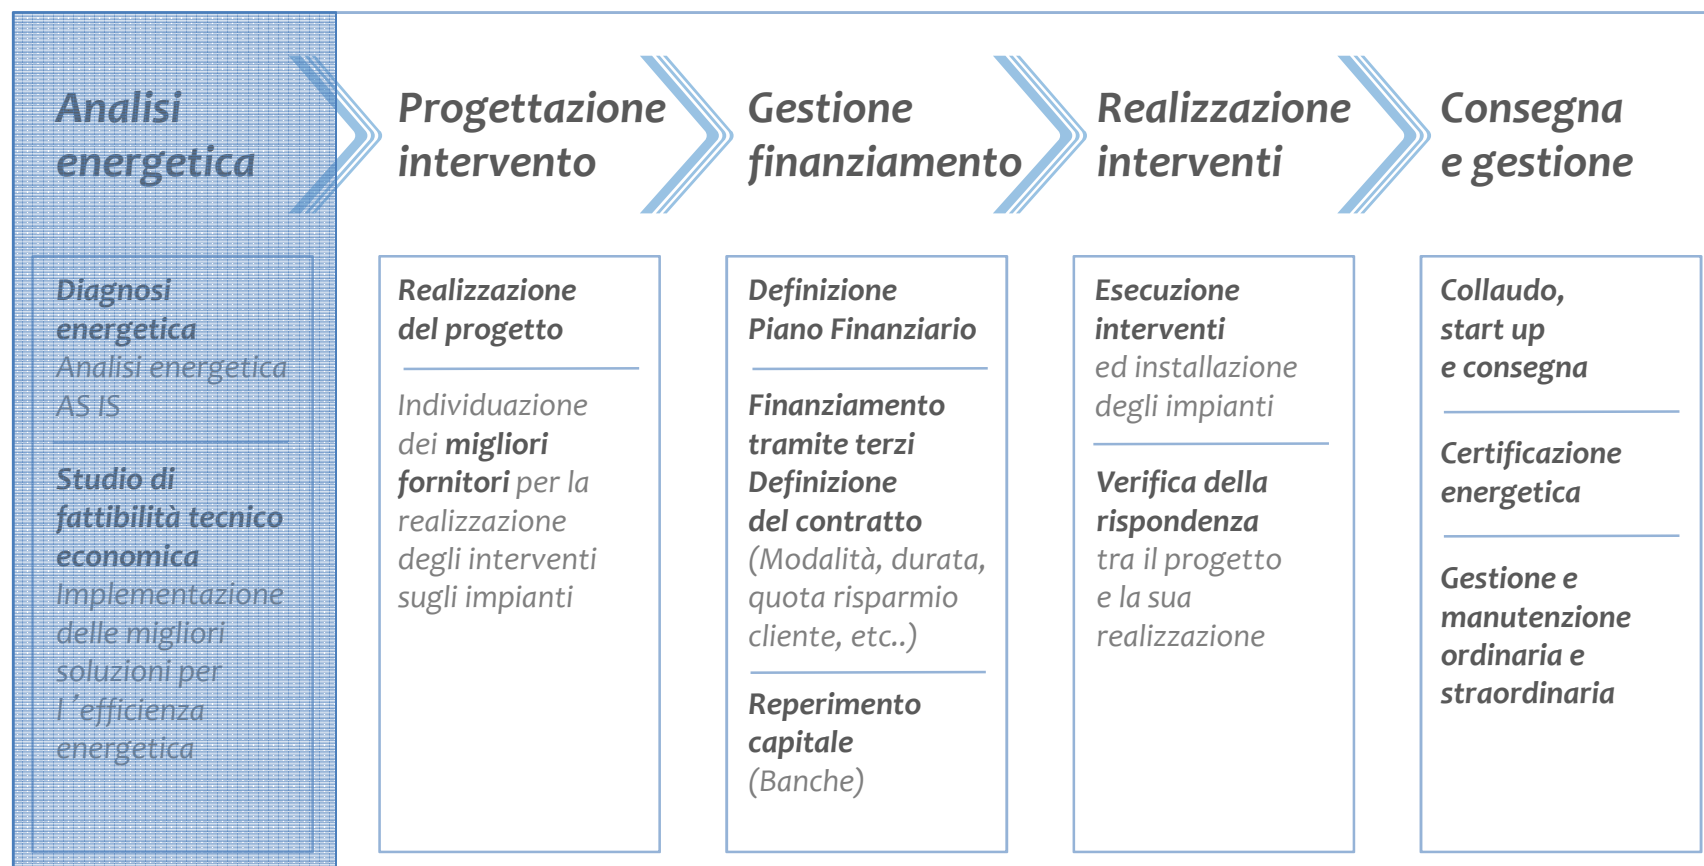 Analisi
energetica
Progettazione
intervento
Gestione
finanziamento
Realizzazione
interventi
Consegna
e gestione
Diagnosi
energetica
Analisi energetica
AS IS
Studio di
fattibilità tecnico
economica
Implementazione
delle migliori
soluzioni per
l´efficienza
energetica
Realizzazione
del progetto
Individuazione
dei migliori
fornitori per la
realizzazione
degli interventi
sugli impianti
Definizione
Piano Finanziario
Finanziamento
tramite terzi
Definizione
del contratto
(Modalità, durata,
quota risparmio
cliente, etc..)
Reperimento
capitale
(Banche)
Esecuzione
interventi
ed installazione
degli impianti
Verifica della
rispondenza
tra il progetto
e la sua
realizzazione
Collaudo,
start up
e consegna
Certificazione
energetica
Gestione e
manutenzione
ordinaria e
straordinaria